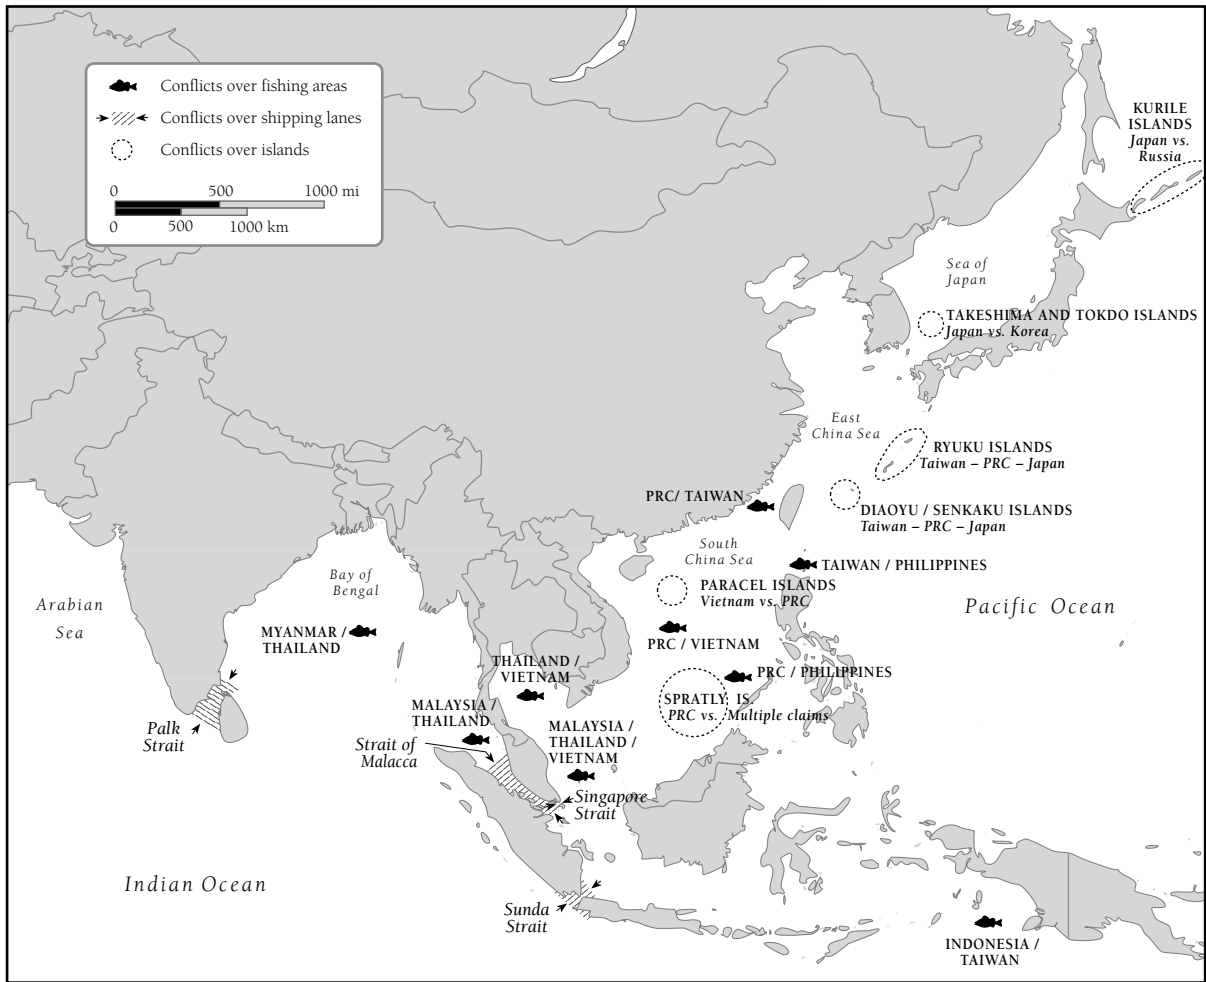 Conflicts over fishing areas
Conflicts over shipping lanes
Conflicts over islands
0 500 1000 mi
0 500 1000 km
KURILE
ISLANDS
Japan vs.
Russia
Sea of
Japan
TAKESHIMA AND TOKDO ISLANDS
Japan vs. Korea
East
China Sea
RYUKU ISLANDS
Taiwan – PRC – Japan
PRC/ TAIWAN
DIAOYU / SENKAKU ISLANDS
Taiwan – PRC – Japan
South
China Sea
TAIWAN / PHILIPPINES
Bay of
Bengal
PARACEL ISLANDS
Vietnam vs. PRC
Arabian
Sea
Pacific Ocean
MYANMAR /
THAILAND
PRC / VIETNAM
THAILAND /
VIETNAM
PRC / PHILIPPINES
SPRATLY IS.
PRC vs. Multiple claims
MALAYSIA /
THAILAND
Palk
Strait
MALAYSIA /
THAILAND /
VIETNAM
Strait of
Malacca
Singapore
Strait
Indian Ocean
Sunda
Strait
INDONESIA /
TAIWAN